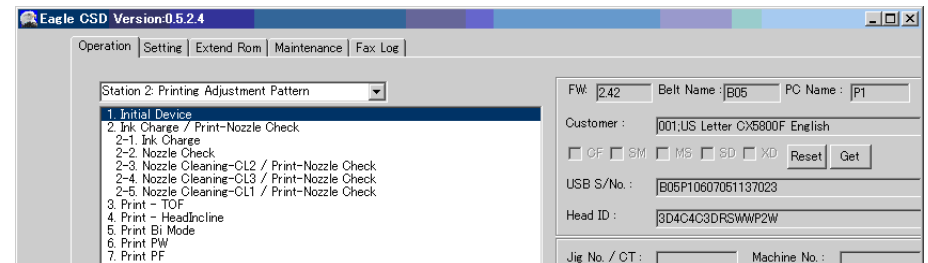 Eagle CSD Version:0.5.2.4
Operation Setting Extend Rom Maintenance Fax Log
Station 2: Printing Adjustment Pattern
1. Initial Device
2. Ink Charge / Print-Nozzle Check
2-1. Ink Charge
2-2. Nozzle Check
2-3. Nozzle Cleaning-CL2 / Print-Nozzle Check
2-4. Nozzle Cleaning-CL3 / Print-Nozzle Check
2-5. Nozzle Cleaning-CL1 / Print-Nozzle Check
3. Print - TOF
4. Print - HeadIncline
5. Print Bi Mode
6. Print PW
7. Print PF
FW: 2.42 Belt Name : B05 PC Name : P1
Customer : 001;US Letter CX5800F English
CF SM MS SD XD Reset Get
USB S/No. : B05P10607051137023
Head ID : 3D4C4C3DRSWWP2W
Jig No. / CT : Machine No. :